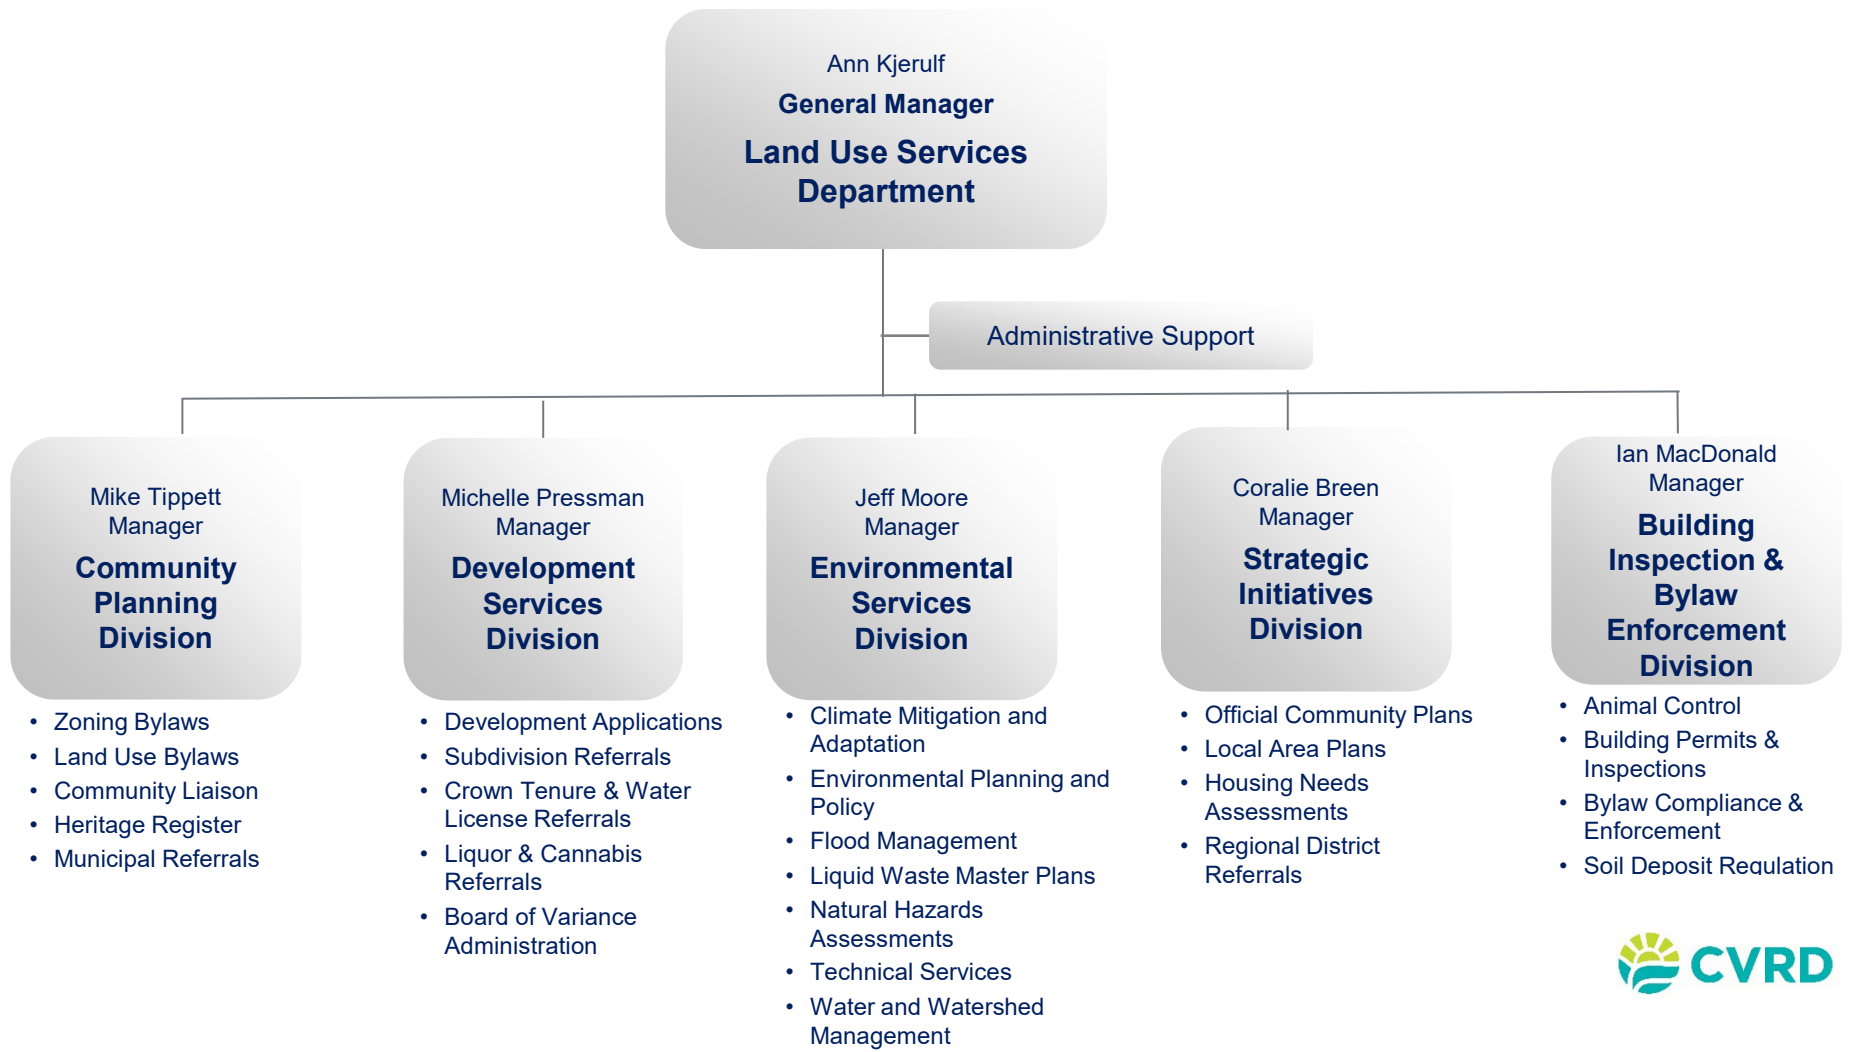 Ann Kjerulf
General Manager
Land Use Services
Department
Administrative Support
Mike Tippett
Manager
Community
Planning
Division
• Zoning Bylaws
• Land Use Bylaws
• Community Liaison
• Heritage Register
• Municipal Referrals
Michelle Pressman
Manager
Development
Services
Division
• Development Applications
• Subdivision Referrals
• Crown Tenure & Water
License Referrals
• Liquor & Cannabis
Referrals
• Board of Variance
Administration
Jeff Moore
Manager
Environmental
Services
Division
• Climate Mitigation and
Adaptation
• Environmental Planning and
Policy
• Flood Management
• Liquid Waste Master Plans
• Natural Hazards
Assessments
• Technical Services
• Water and Watershed
Management
Coralie Breen
Manager
Strategic
Initiatives
Division
• Official Community Plans
• Local Area Plans
• Housing Needs
Assessments
• Regional District
Referrals
Ian MacDonald
Manager
Building
Inspection &
Bylaw
Enforcement
Division
• Animal Control
• Building Permits &
Inspections
• Bylaw Compliance &
Enforcement
• Soil Deposit Regulation
CVRD